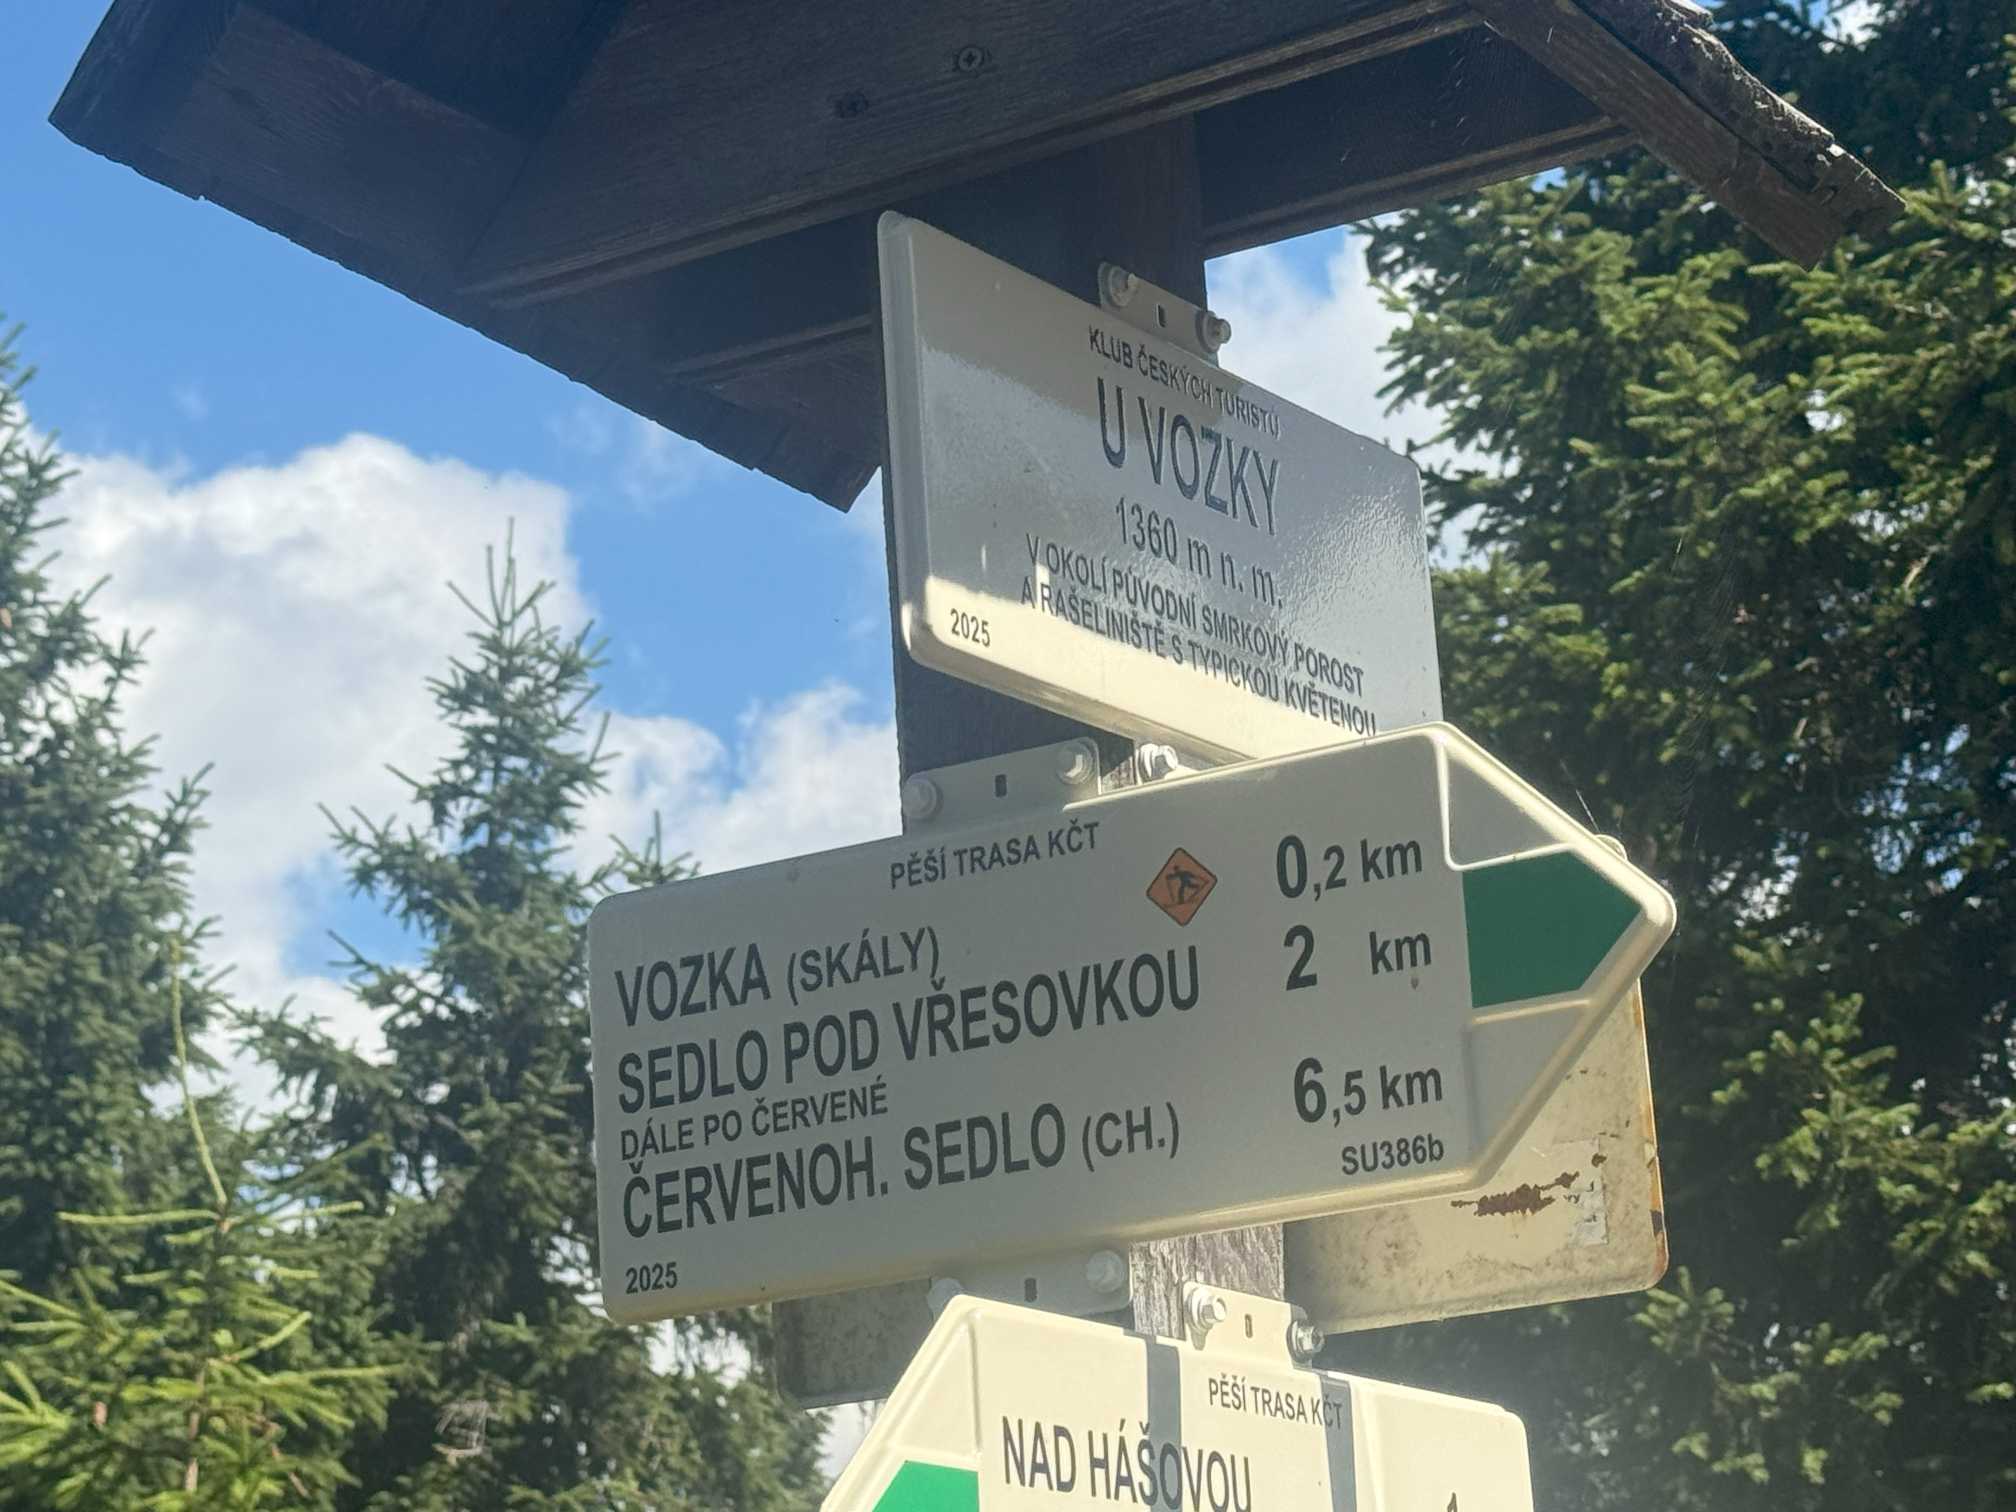 KLUB ČESKÝCH TURISTŮ
U VOZKY
1360 m n. m.
V OKOLÍ PŮVODNÍ SMRKOVÝ POROST
A RAŠELINIŠTĚ S TYPICKOU KVĚTENOU
2025
PĚŠÍ TRASA KČT
VOZKA (SKÁLY) 0,2 km
SEDLO POD VŘESOVKOU 2 km
DÁLE PO ČERVENÉ
ČERVENOH. SEDLO (CH.) 6,5 km
SU386b
2025
PĚŠÍ TRASA KČT
NAD HÁŠOVOU